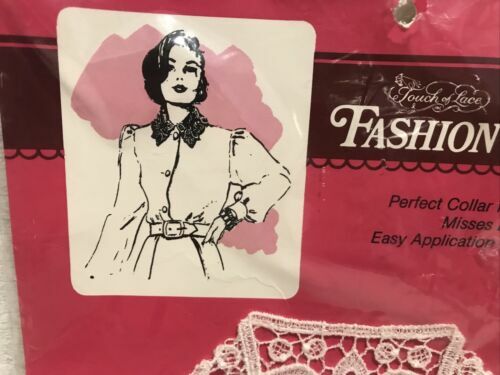 Touch of Lace
FASHION
Perfect Collar
Misses
Easy Application